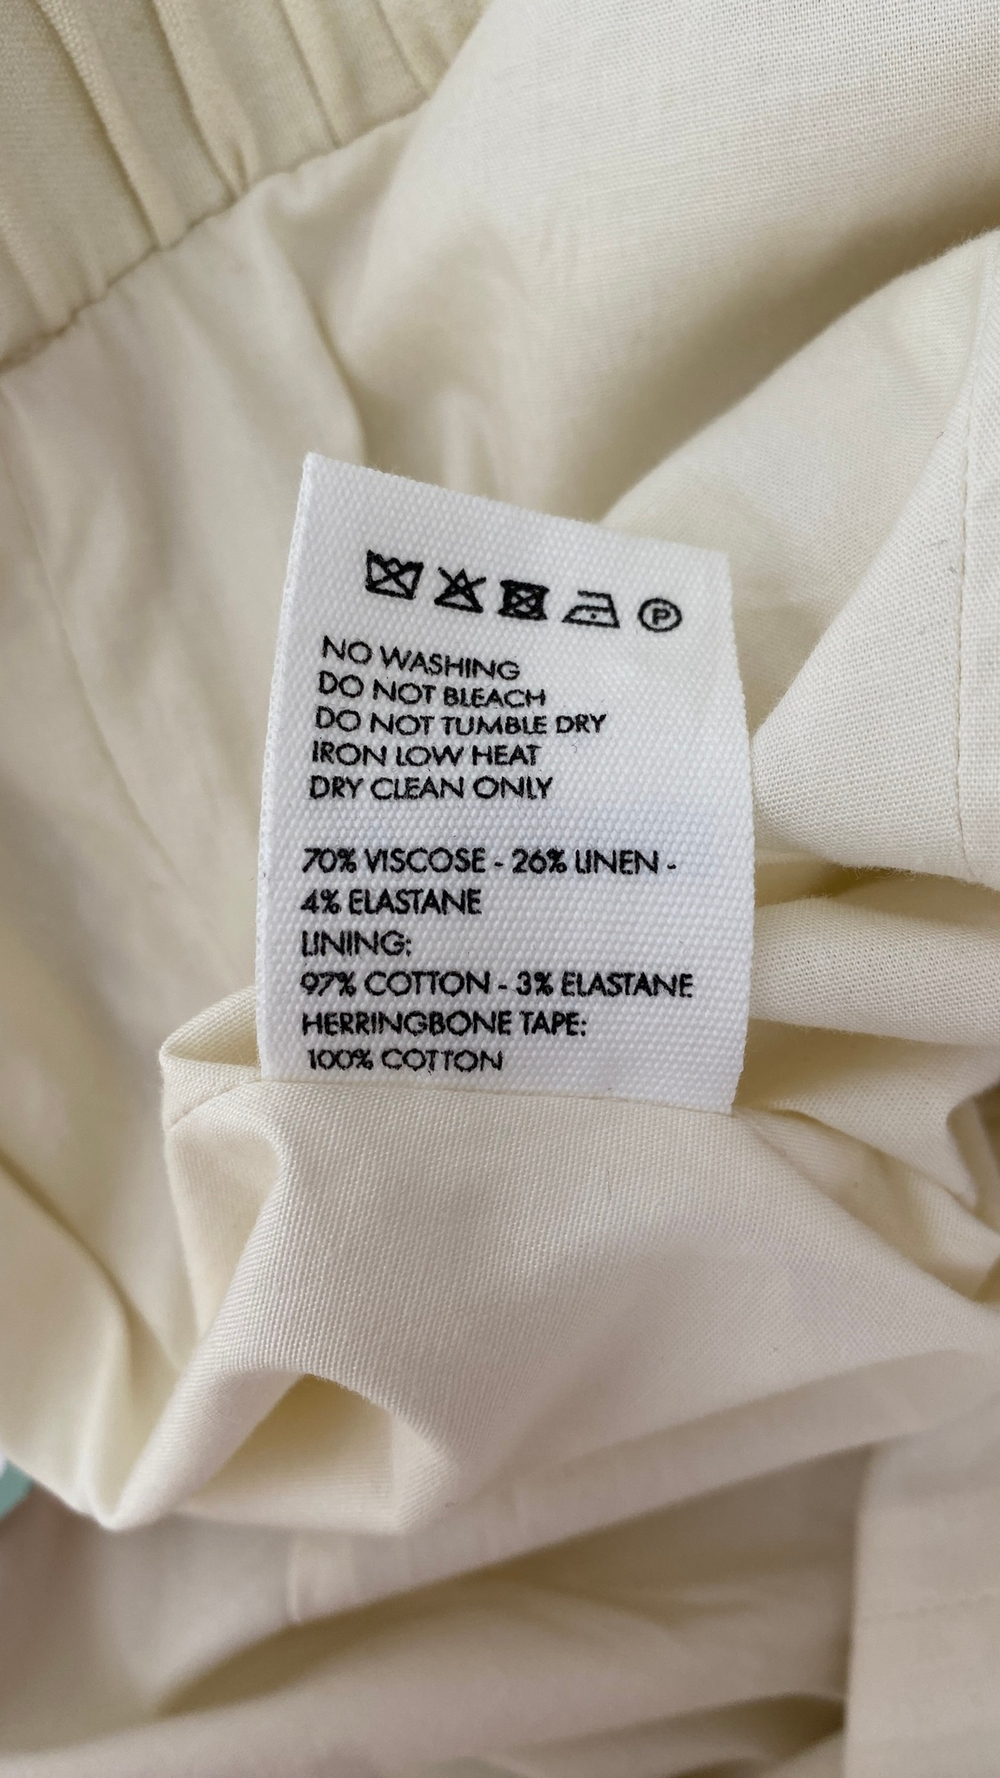 P
NO WASHING
DO NOT BLEACH
DO NOT TUMBLE DRY
IRON LOW HEAT
DRY CLEAN ONLY
70% VISCOSE - 26% LINEN -
4% ELASTANE
LINING:
97% COTTON - 3% ELASTANE
HERRINGBONE TAPE:
100% COTTON